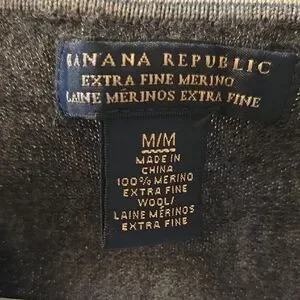 BANANA REPUBLIC
EXTRA FINE MERINO
LAINE MÉRINOS EXTRA FINE
M/M
MADE IN
CHINA
100% MERINO
EXTRA FINE
WOOL/
LAINE MÉRINOS
EXTRA FINE